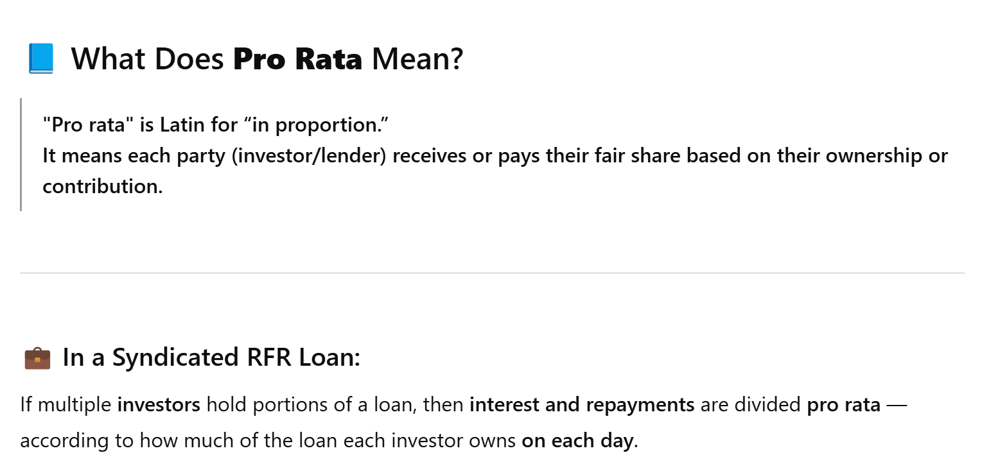 📘 What Does Pro Rata Mean?
"Pro rata" is Latin for “in proportion.”
It means each party (investor/lender) receives or pays their fair share based on their ownership or
contribution.
💼 In a Syndicated RFR Loan:
If multiple investors hold portions of a loan, then interest and repayments are divided pro rata —
according to how much of the loan each investor owns on each day.